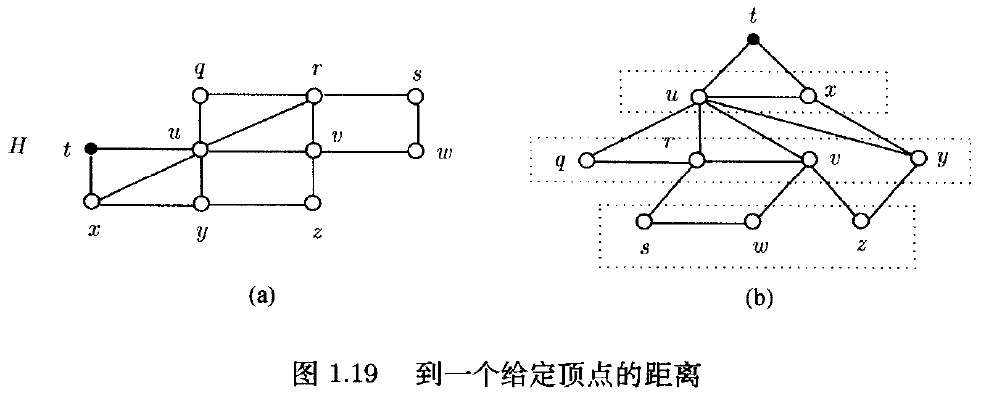 t
q r s
u x
H t u v w
q r v y
x y z
s w z
(a) (b)
图 1.19 到一个给定顶点的距离